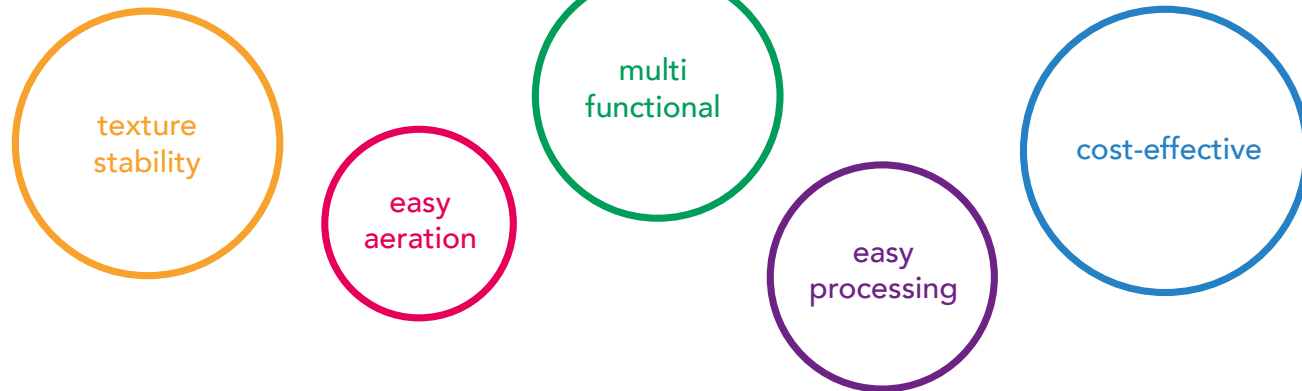 texture
stability
easy
aeration
multi
functional
easy
processing
cost-effective